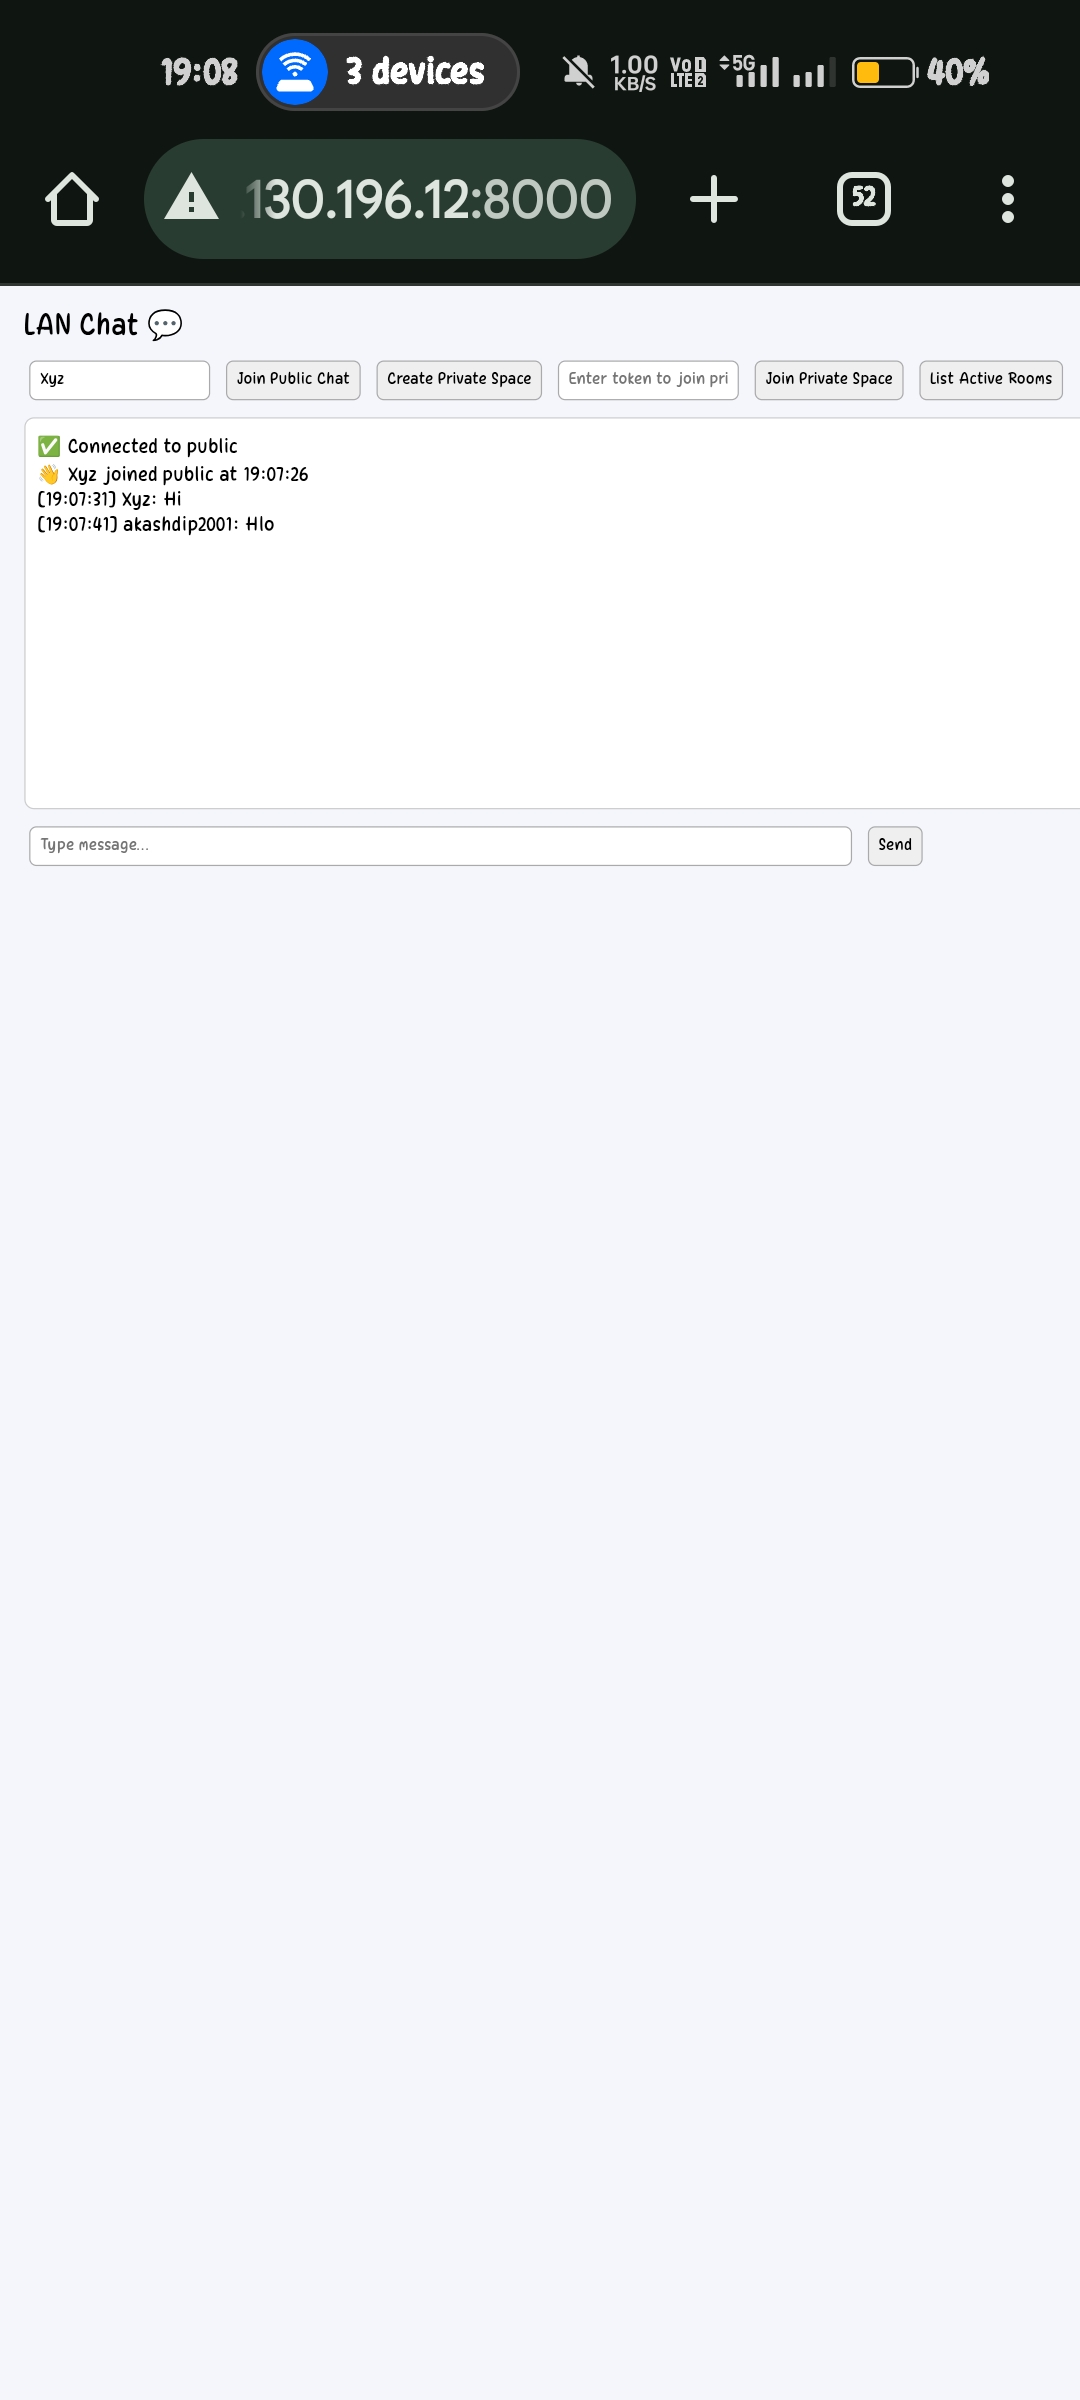 19:08 3 devices 1.00 KB/S Vo 1 LTE 2 5G 40%
.130.196.12:8000 52
LAN Chat 💬
Xyz Join Public Chat Create Private Space Enter token to join pri Join Private Space List Active Rooms
✅ Connected to public
👋 Xyz joined public at 19:07:26
[19:07:31] Xyz: Hi
[19:07:41] akashdip2001: Hlo
Type message... Send